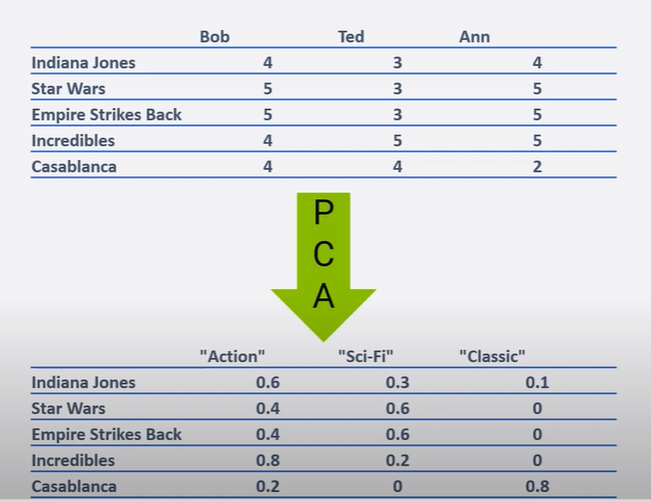 Bob Ted Ann
Indiana Jones 4 3 4
Star Wars 5 3 5
Empire Strikes Back 5 3 5
Incredibles 4 5 5
Casablanca 4 4 2
P
C
A
"Action" "Sci-Fi" "Classic"
Indiana Jones 0.6 0.3 0.1
Star Wars 0.4 0.6 0
Empire Strikes Back 0.4 0.6 0
Incredibles 0.8 0.2 0
Casablanca 0.2 0 0.8